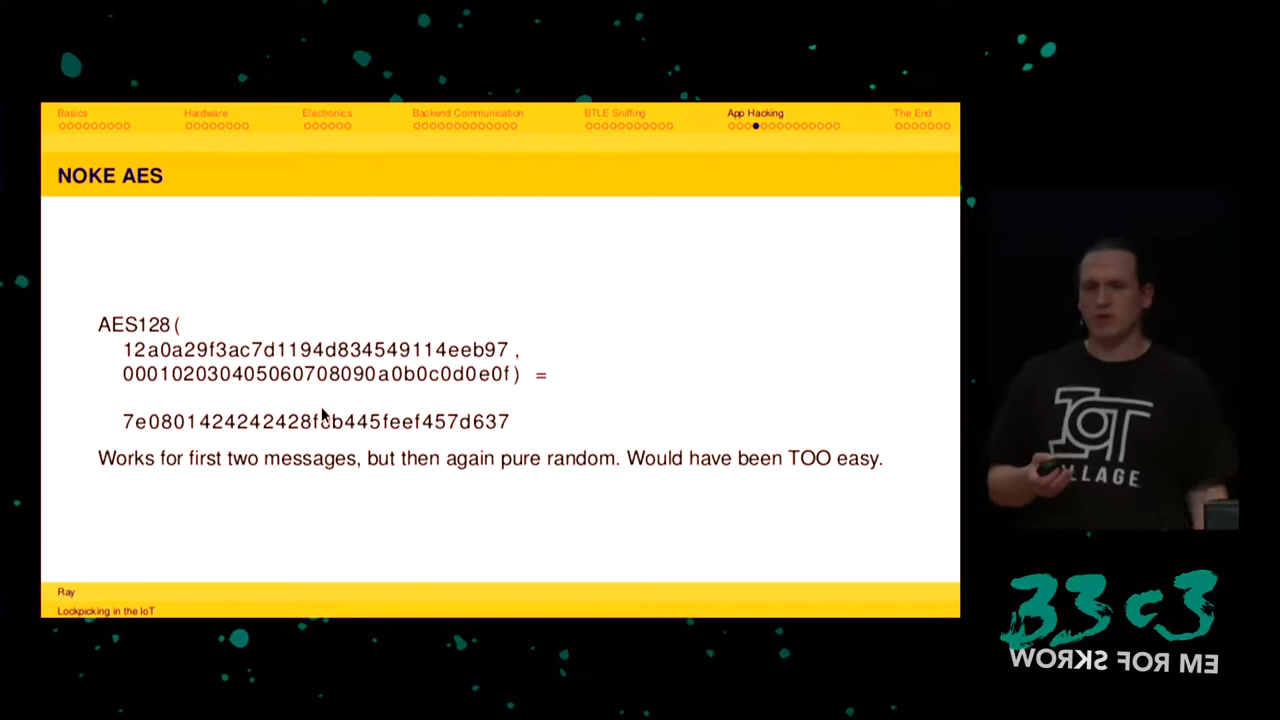 Basics Hardware Electronics Backend Communication BTLE Sniffing App Hacking The End
NOKE AES
AES128(
12a0a29f3ac7d1194d834549114eeb97 ,
000102030405060708090a0b0c0d0e0f) =
7e0801424242428fcb445feef457d637
Works for first two messages, but then again pure random. Would have been TOO easy.
Ray
Lockpicking in the IoT
IOT
VILLAGE
33c3
WORKS FOR ME